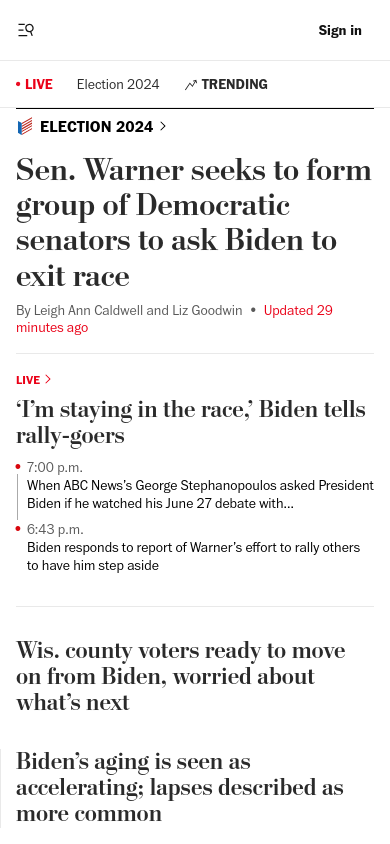 Sign in
LIVE
Election 2024
TRENDING
ELECTION 2024
Sen. Warner seeks to form
group of Democratic
senators to ask Biden to
exit race
By Leigh Ann Caldwell and Liz Goodwin • Updated 29
minutes ago
LIVE
‘I’m staying in the race,’ Biden tells
rally-goers
7:00 p.m.
When ABC News’s George Stephanopoulos asked President
Biden if he watched his June 27 debate with...
6:43 p.m.
Biden responds to report of Warner’s effort to rally others
to have him step aside
Wis. county voters ready to move
on from Biden, worried about
what’s next
Biden’s aging is seen as
accelerating; lapses described as
more common